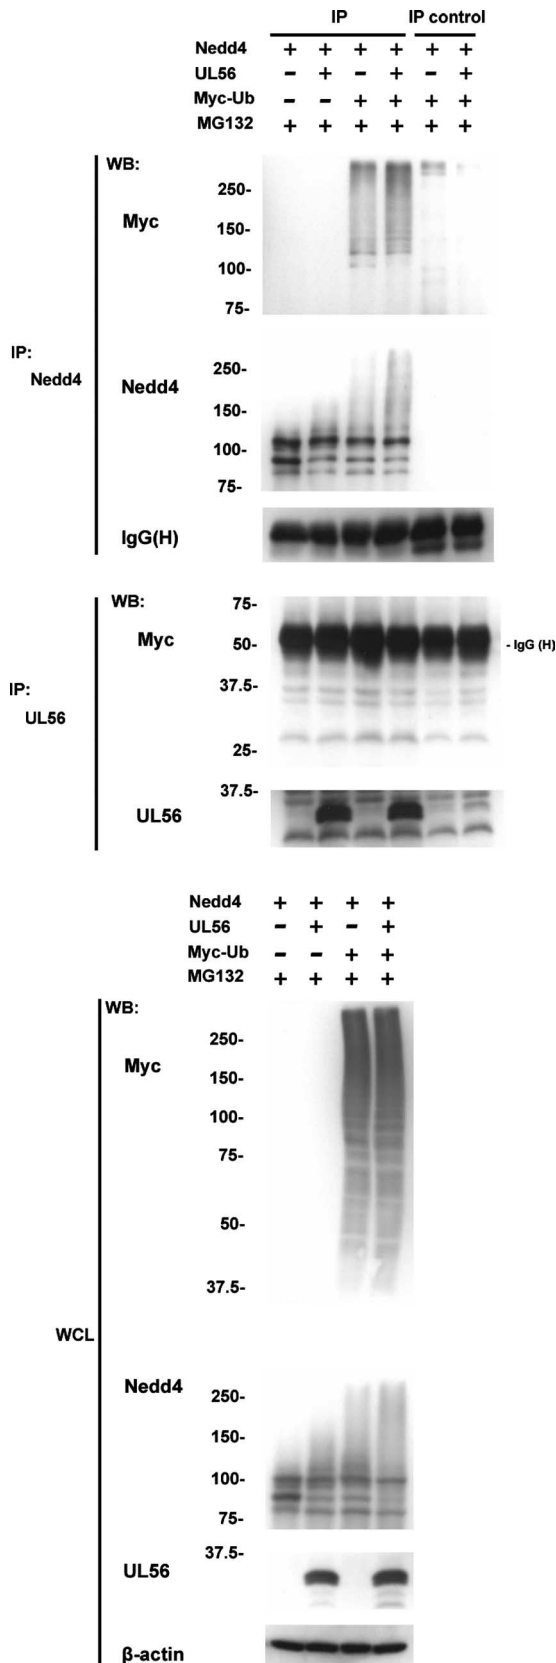 IP IP control
Nedd4 + + + + + +
UL56 - + - + - +
Myc-Ub - - + + + +
MG132 + + + + + +
WB:
250-
Myc
150-
100-
75-
IP:
Nedd4
Nedd4
250-
150-
100-
75-
IgG(H)
WB:
75-
Myc
50-
- IgG (H)
37.5-
IP:
UL56
25-
37.5-
UL56
Nedd4 + + + +
UL56 - + - +
Myc-Ub - - + +
MG132 + + + +
WB:
250-
Myc
150-
100-
75-
50-
37.5-
WCL
Nedd4
250-
150-
100-
75-
37.5-
UL56
β-actin